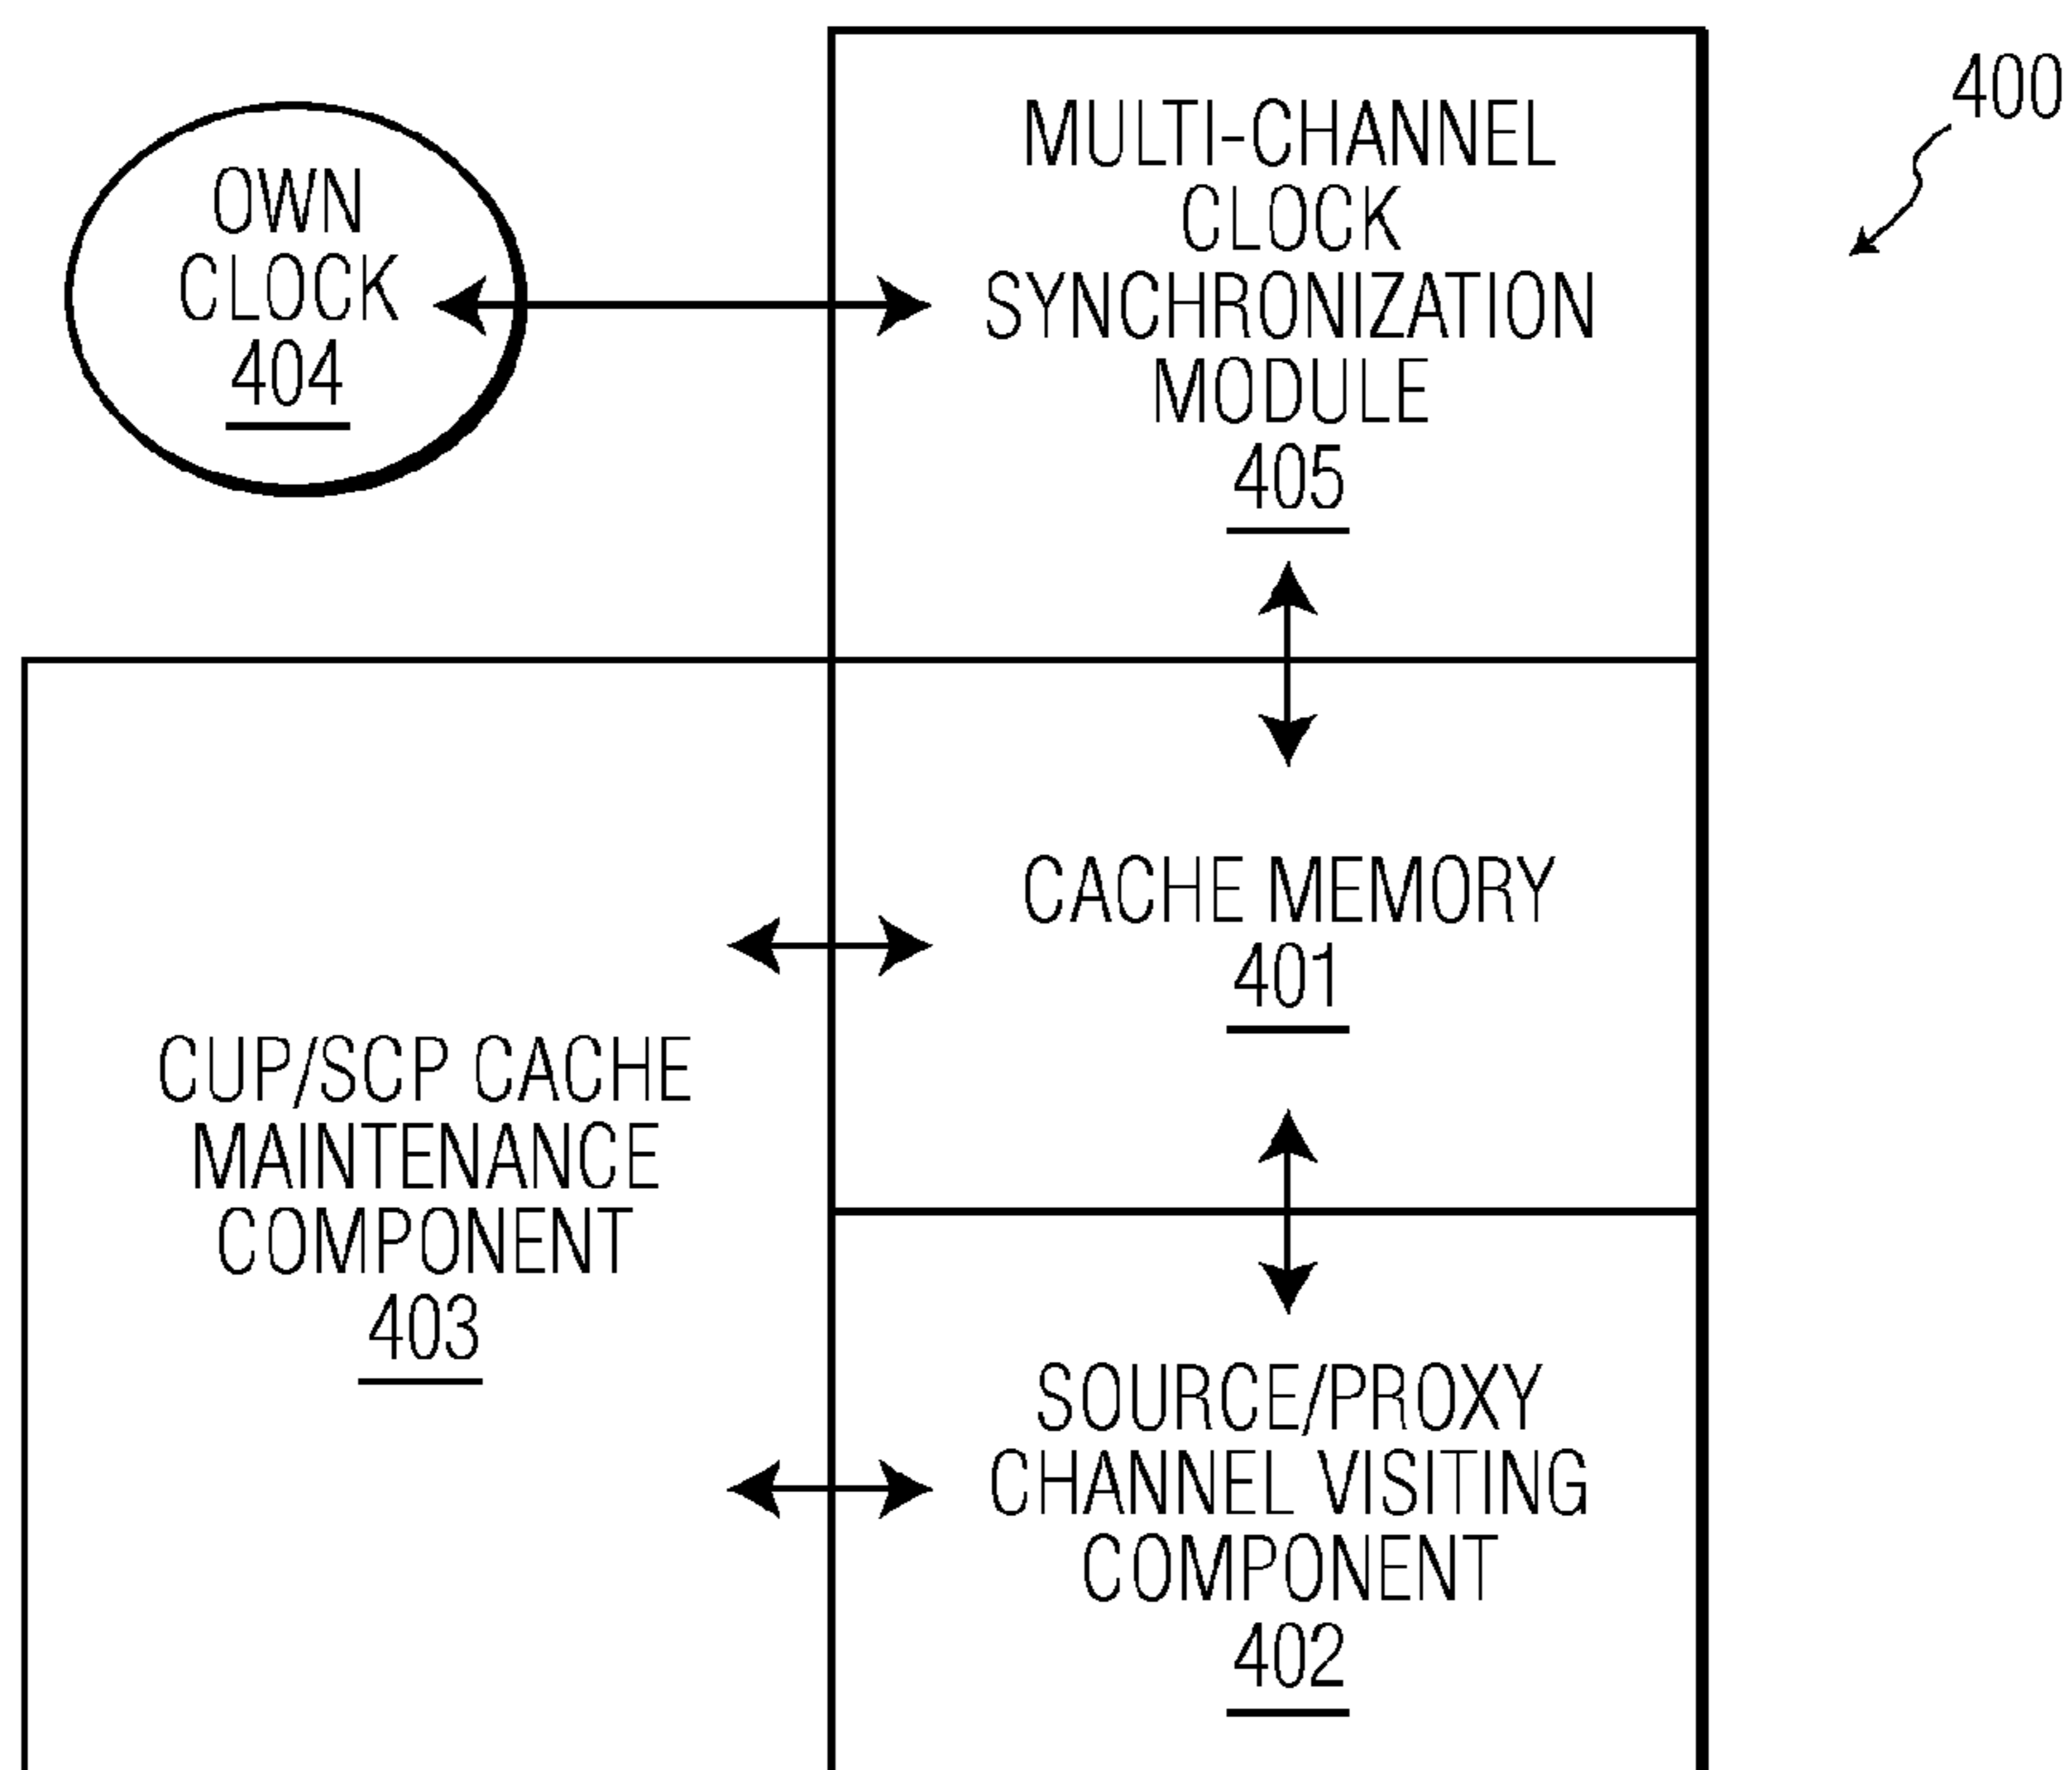 400
OWN
CLOCK
404
MULTI-CHANNEL
CLOCK
SYNCHRONIZATION
MODULE
405
CACHE MEMORY
401
CUP/SCP CACHE
MAINTENANCE
COMPONENT
403
SOURCE/PROXY
CHANNEL VISITING
COMPONENT
402